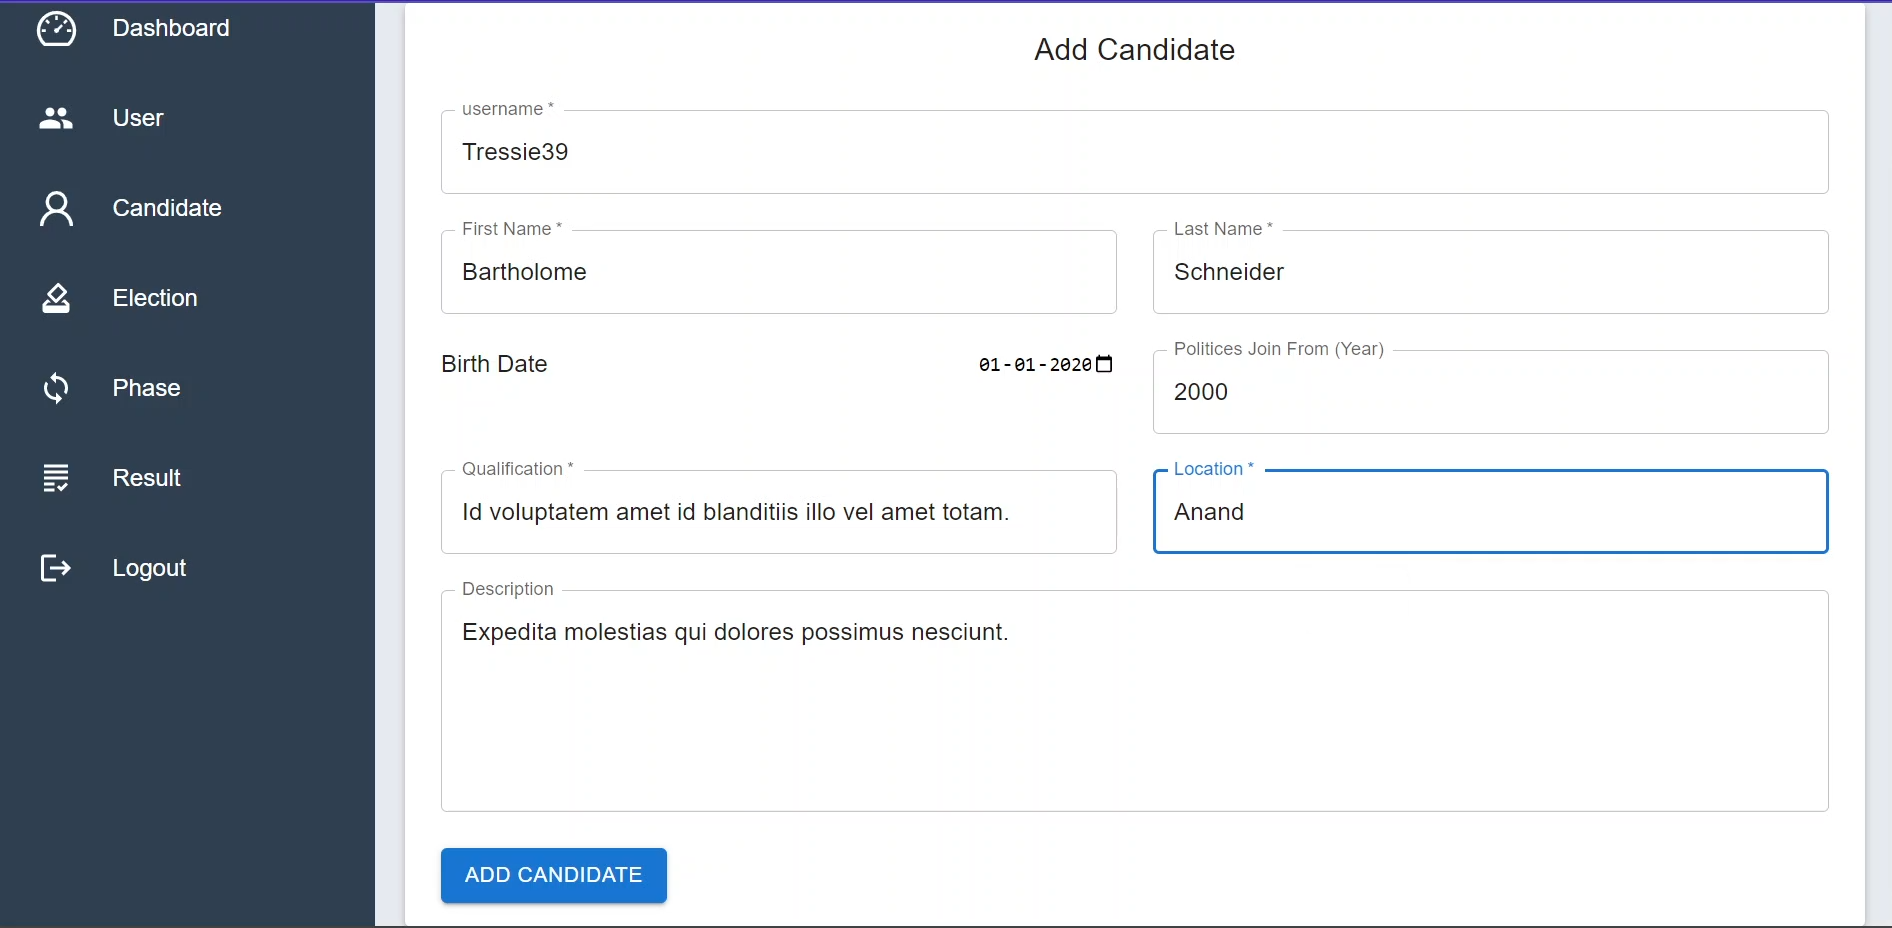 Dashboard
User
Candidate
Election
Phase
Result
Logout
Add Candidate
username *
Tressie39
First Name *
Bartholome
Last Name *
Schneider
Birth Date
01-01-2020
Politices Join From (Year)
2000
Qualification *
Id voluptatem amet id blanditiis illo vel amet totam.
Location *
Anand
Description
Expedita molestias qui dolores possimus nesciunt.
ADD CANDIDATE